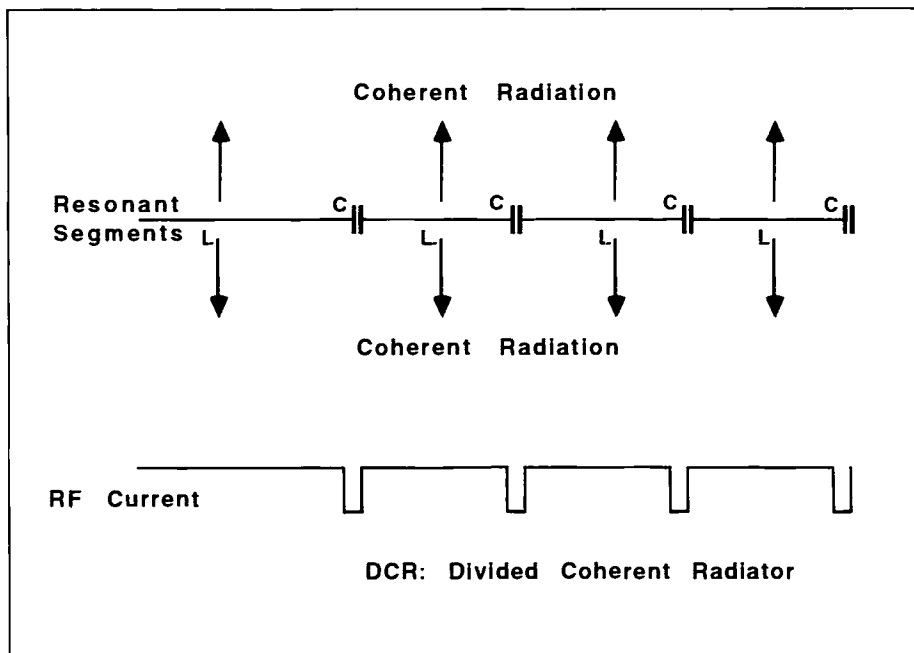 Coherent Radiation
Resonant C C C C
Segments L L L L
Coherent Radiation
RF Current
DCR: Divided Coherent Radiator